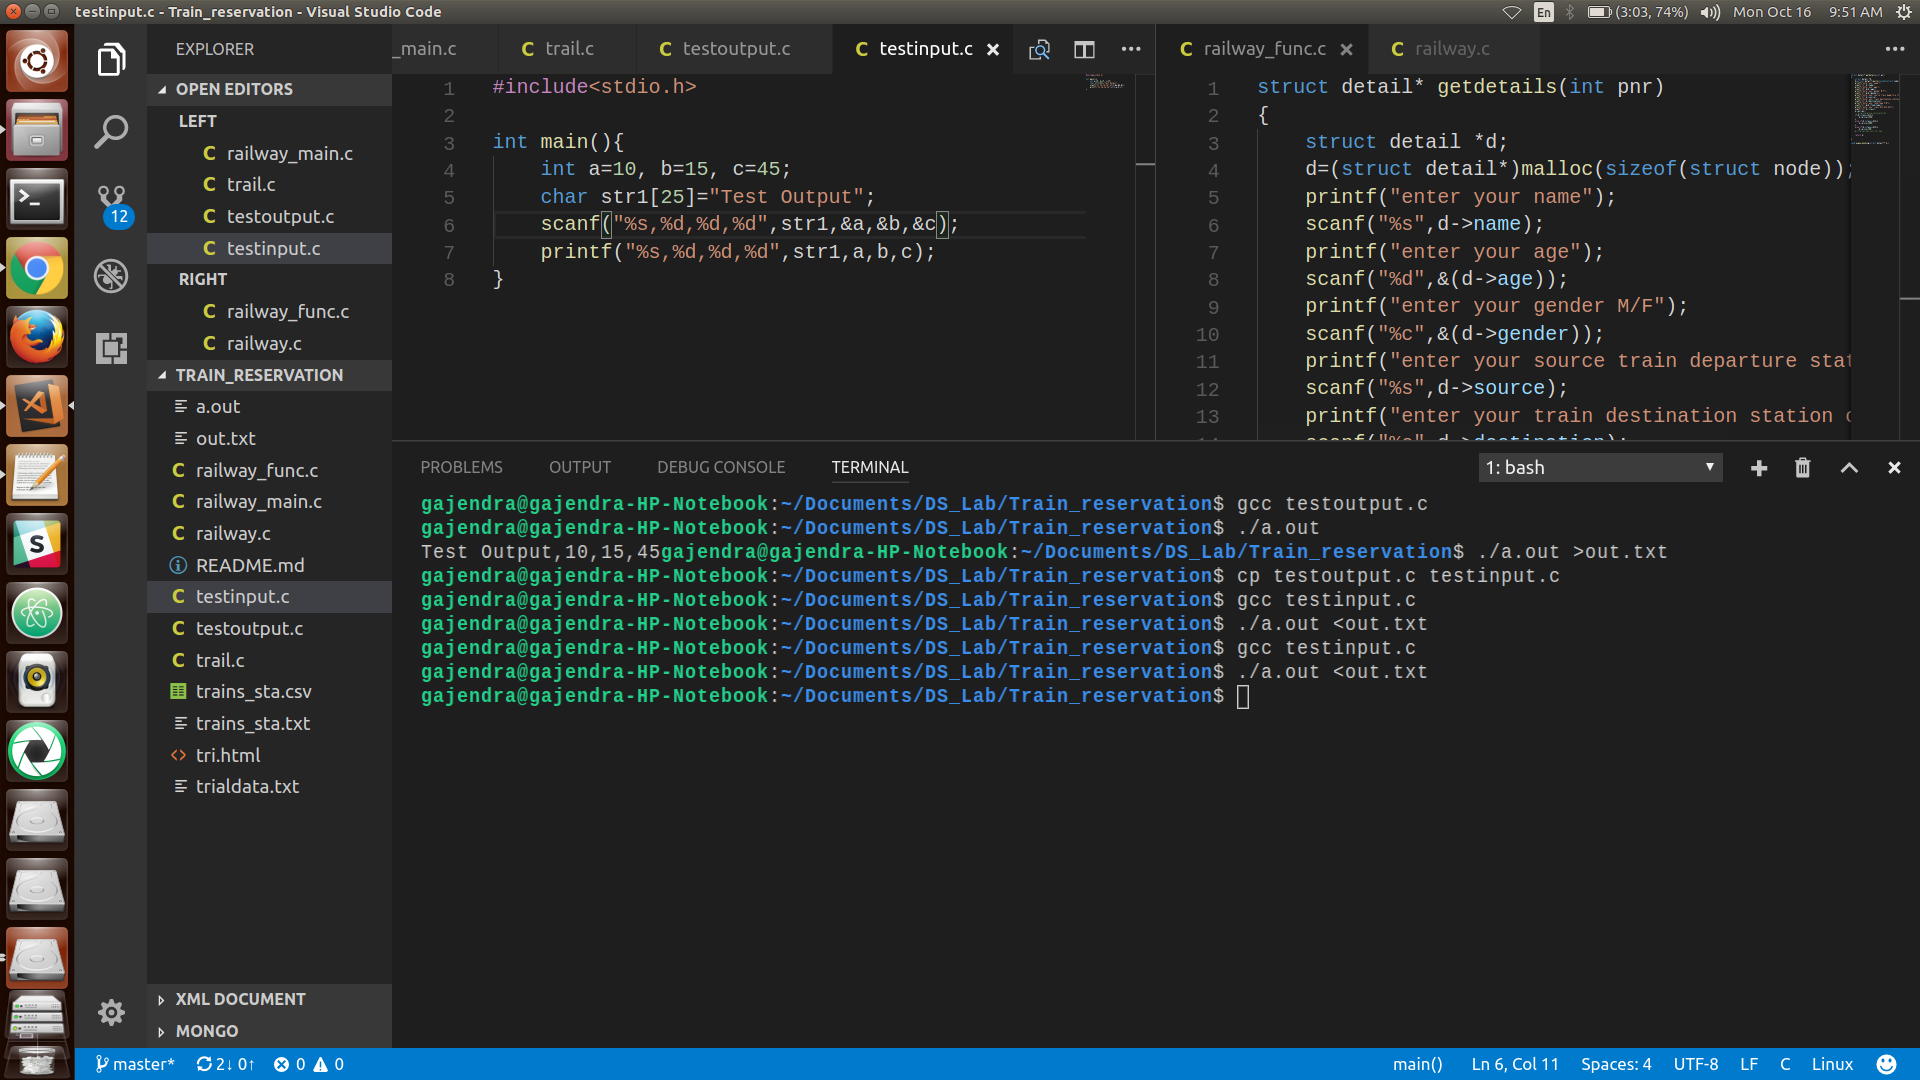 testinput.c - Train_reservation - Visual Studio Code
En (3:03, 74%) Mon Oct 16 9:51 AM
EXPLORER
OPEN EDITORS
LEFT
railway_main.c
trail.c
testoutput.c
testinput.c
RIGHT
railway_func.c
railway.c
TRAIN_RESERVATION
a.out
out.txt
railway_func.c
railway_main.c
railway.c
README.md
testinput.c
testoutput.c
trail.c
trains_sta.csv
trains_sta.txt
tri.html
trialdata.txt
XML DOCUMENT
MONGO
12
_main.c trail.c testoutput.c testinput.c
1 #include<stdio.h>
2
3 int main(){
4 int a=10, b=15, c=45;
5 char str1[25]="Test Output";
6 scanf("%s,%d,%d,%d",str1,&a,&b,&c);
7 printf("%s,%d,%d,%d",str1,a,b,c);
8 }
railway_func.c railway.c
1 struct detail* getdetails(int pnr)
2 {
3 struct detail *d;
4 d=(struct detail*)malloc(sizeof(struct node));
5 printf("enter your name");
6 scanf("%s",d->name);
7 printf("enter your age");
8 scanf("%d",&(d->age));
9 printf("enter your gender M/F");
10 scanf("%c",&(d->gender));
11 printf("enter your source train departure stat
12 scanf("%s",d->source);
13 printf("enter your train destination station c
14 scanf("%s",d->destination);
PROBLEMS OUTPUT DEBUG CONSOLE TERMINAL 1: bash
gajendra@gajendra-HP-Notebook:~/Documents/DS_Lab/Train_reservation$ gcc testoutput.c
gajendra@gajendra-HP-Notebook:~/Documents/DS_Lab/Train_reservation$ ./a.out
Test Output,10,15,45gajendra@gajendra-HP-Notebook:~/Documents/DS_Lab/Train_reservation$ ./a.out >out.txt
gajendra@gajendra-HP-Notebook:~/Documents/DS_Lab/Train_reservation$ cp testoutput.c testinput.c
gajendra@gajendra-HP-Notebook:~/Documents/DS_Lab/Train_reservation$ gcc testinput.c
gajendra@gajendra-HP-Notebook:~/Documents/DS_Lab/Train_reservation$ ./a.out <out.txt
gajendra@gajendra-HP-Notebook:~/Documents/DS_Lab/Train_reservation$ gcc testinput.c
gajendra@gajendra-HP-Notebook:~/Documents/DS_Lab/Train_reservation$ ./a.out <out.txt
gajendra@gajendra-HP-Notebook:~/Documents/DS_Lab/Train_reservation$
master* 2↓ 0↑ 0 0 main() Ln 6, Col 11 Spaces: 4 UTF-8 LF C Linux